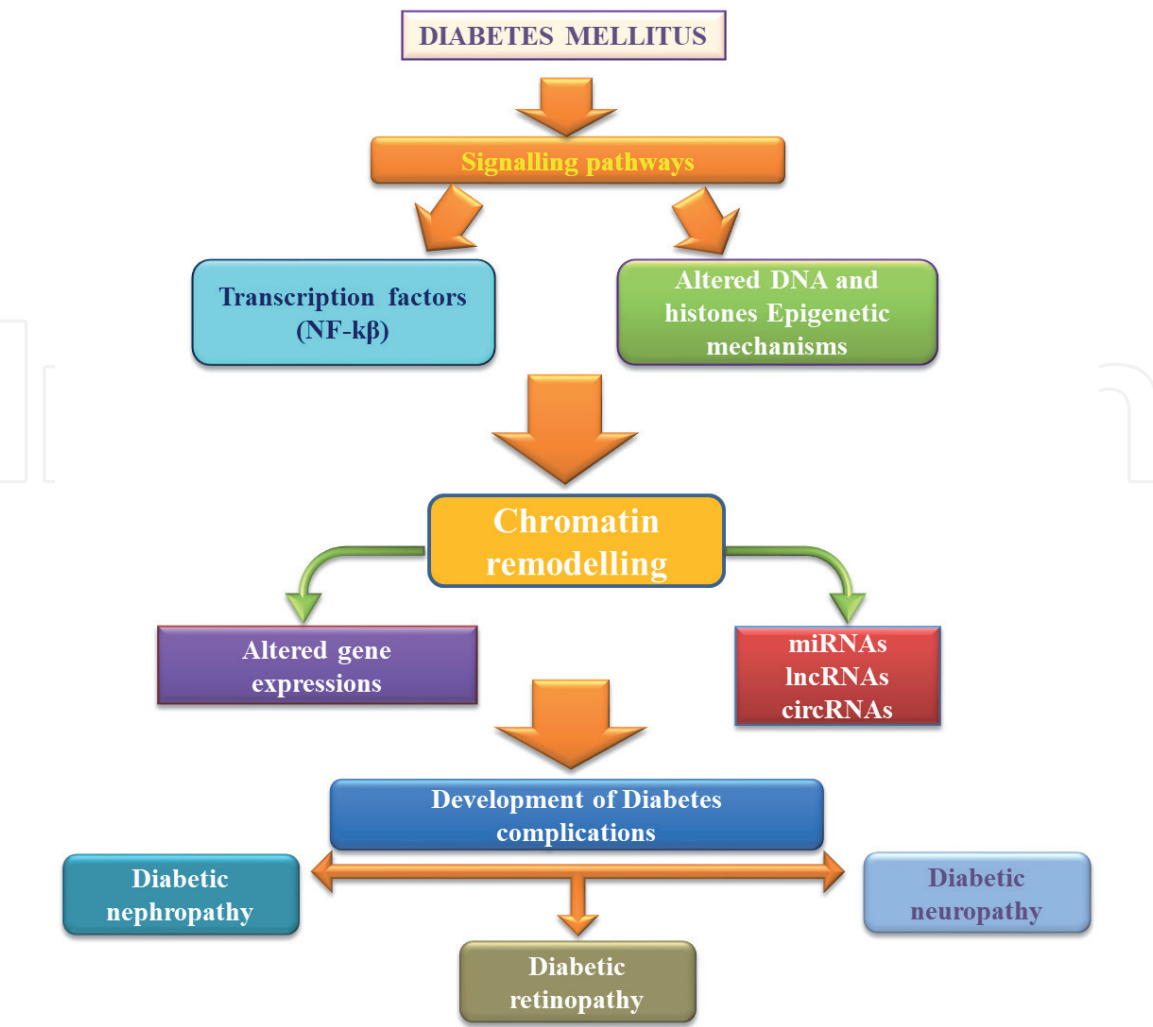 DIABETES MELLITUS
Signalling pathways
Transcription factors
(NF-kβ)
Altered DNA and
histones Epigenetic
mechanisms
Chromatin
remodelling
Altered gene
expressions
miRNAs
lncRNAs
circRNAs
Development of Diabetes
complications
Diabetic
nephropathy
Diabetic
neuropathy
Diabetic
retinopathy